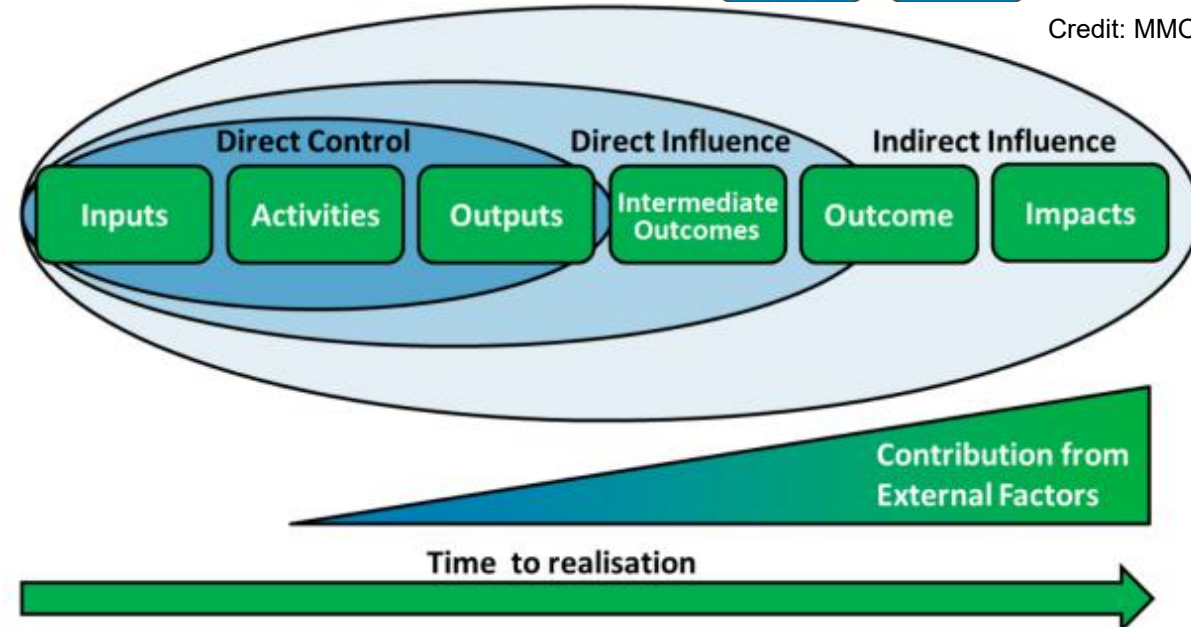 Credit: MMO
Direct Control
Direct Influence
Indirect Influence
Inputs
Activities
Outputs
Intermediate
Outcomes
Outcome
Impacts
Contribution from
External Factors
Time to realisation